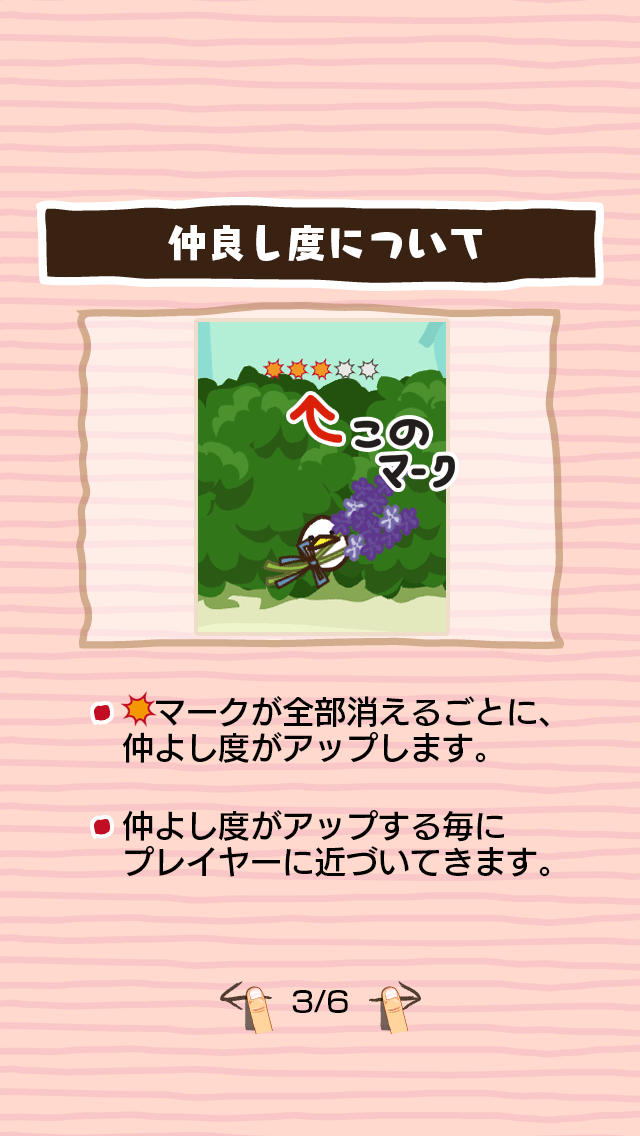 仲良し度について
この
マーク
マークが全部消えるごとに、
仲よし度がアップします。
仲よし度がアップする毎に
プレイヤーに近づいてきます。
3/6